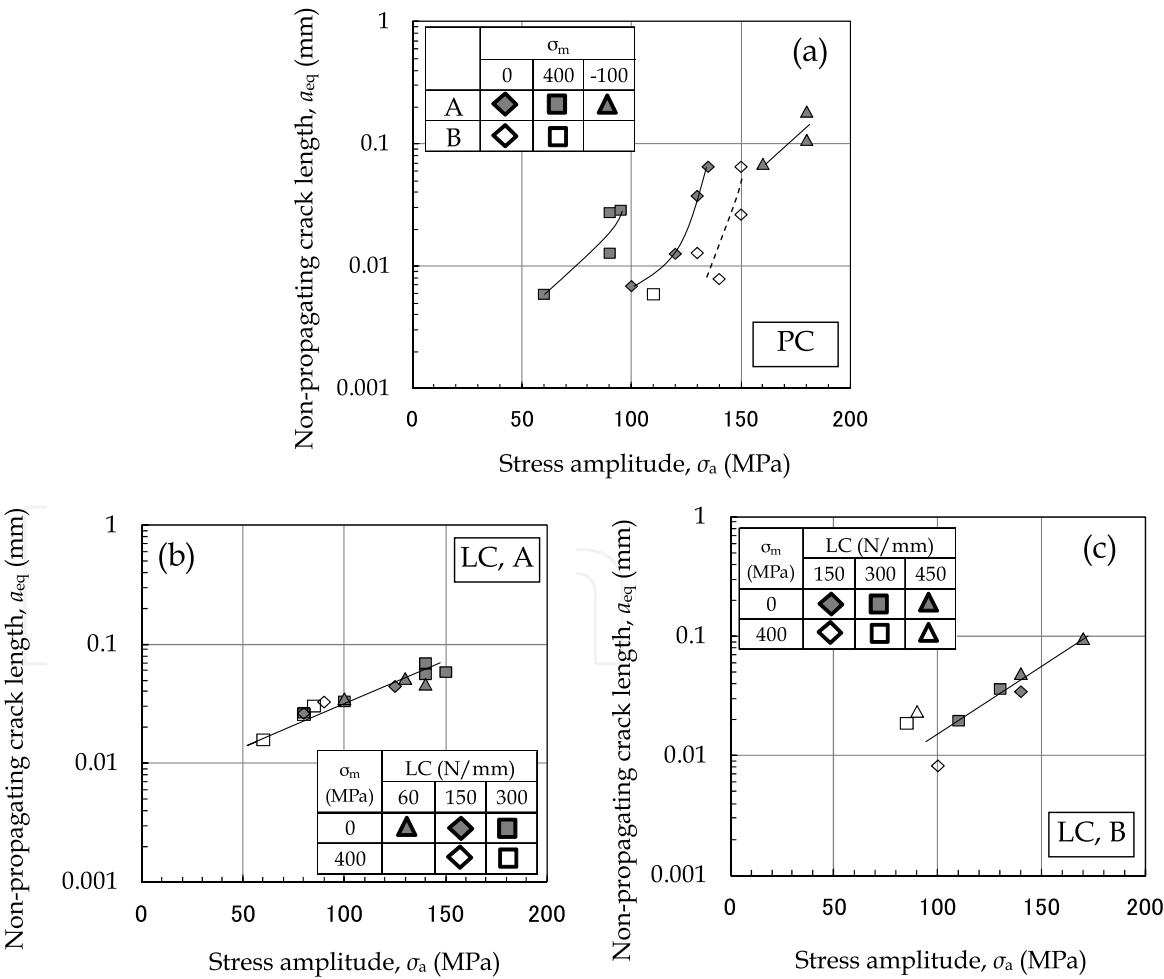 Non-propagating crack length, aeq (mm)
1
0.1
0.01
0.001
(a)
σm
0 400 -100
A
B
PC
0 50 100 150 200
Stress amplitude, σa (MPa)
Non-propagating crack length, aeq (mm)
1
0.1
0.01
0.001
(b)
LC, A
σm LC (N/mm)
(MPa) 60 150 300
0
400
0 50 100 150 200
Stress amplitude, σa (MPa)
Non-propagating crack length, aeq (mm)
1
0.1
0.01
0.001
(c)
σm LC (N/mm)
(MPa) 150 300 450
0
400
LC, B
0 50 100 150 200
Stress amplitude, σa (MPa)